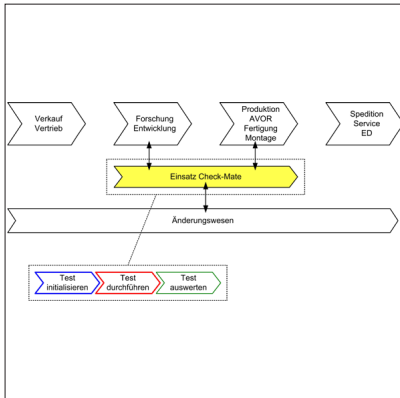 Verkauf
Vertrieb
Forschung
Entwicklung
Produktion
AVOR
Fertigung
Montage
Spedition
Service
ED
Einsatz Check-Mate
Änderungswesen
Test
initialisieren
Test
durchführen
Test
auswerten